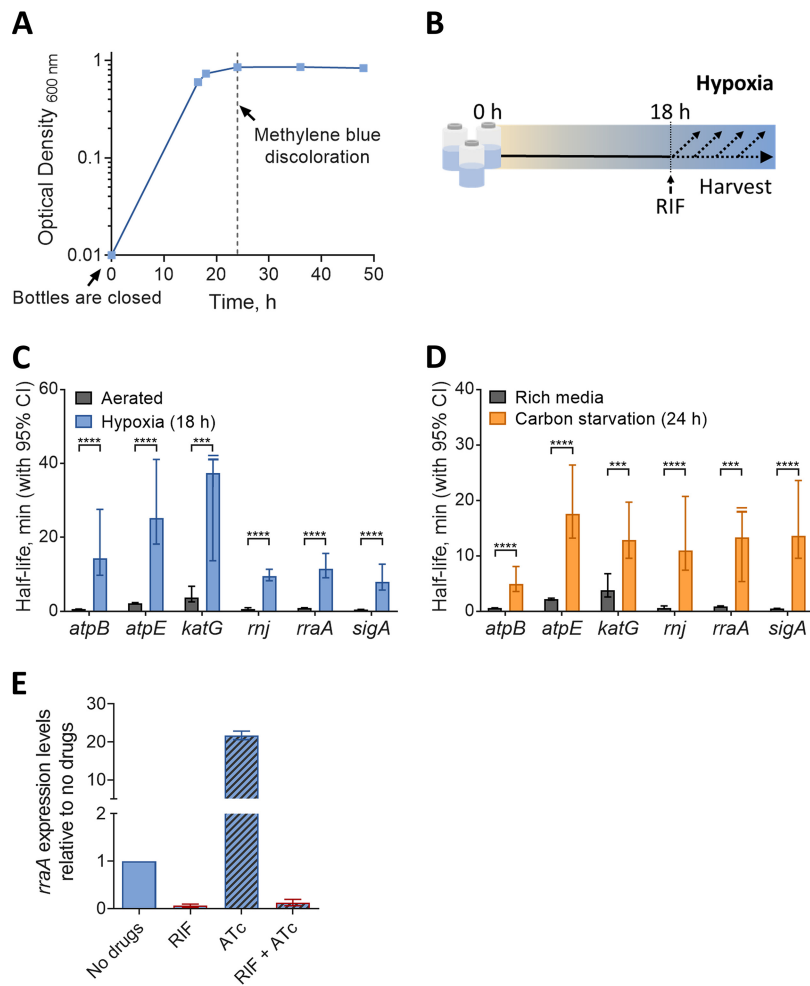 A
1
0.1
0.01
Optical Density 600 nm
Methylene blue
discoloration
0
10
20
30
40
50
Bottles are closed
Time, h
B
Hypoxia
0 h
18 h
Harvest
RIF
C
60
40
20
0
Half-life, min (with 95% CI)
Aerated
Hypoxia (18 h)
****
****
***
****
****
****
atpB
atpE
katG
rnj
rraA
sigA
D
40
30
20
10
0
Half-life, min (with 95% CI)
Rich media
Carbon starvation (24 h)
****
****
***
****
***
****
atpB
atpE
katG
rnj
rraA
sigA
E
30
20
10
2
1
0
rraA expression levels
relative to no drugs
No drugs
RIF
ATc
RIF + ATc